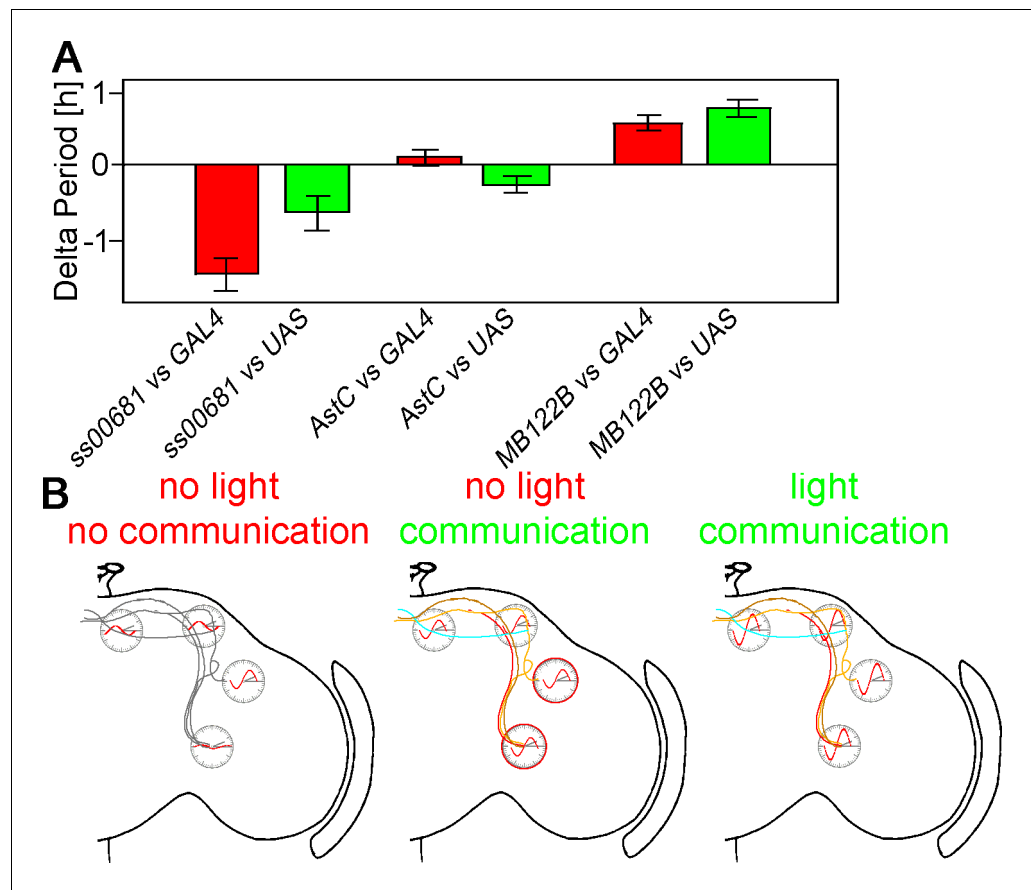 A
Delta Period [h]
1
0
-1
ss00681 vs GAL4
ss00681 vs UAS
AstC vs GAL4
AstC vs UAS
MB122B vs GAL4
MB122B vs UAS
B
no light
no communication
no light
communication
light
communication